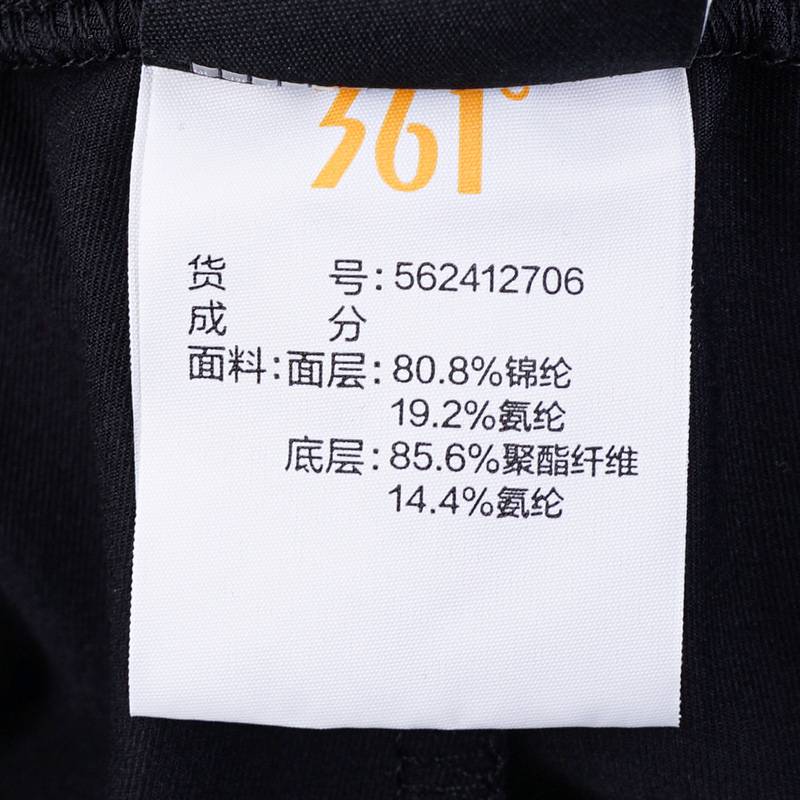 361°
货 号:562412706
成 分
面料:面层:80.8%锦纶
19.2%氨纶
底层:85.6%聚酯纤维
14.4%氨纶